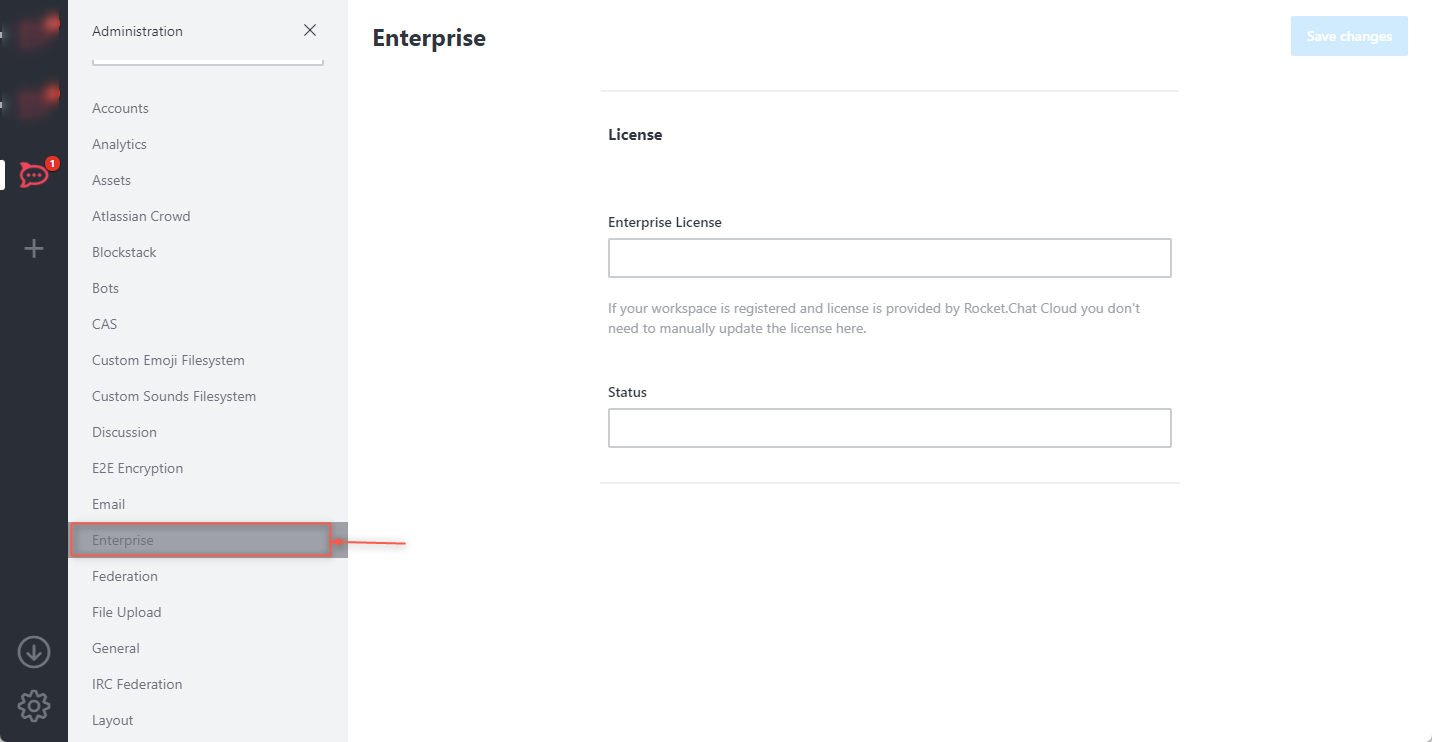 Administration
Accounts
Analytics
Assets
Atlassian Crowd
Blockstack
Bots
CAS
Custom Emoji Filesystem
Custom Sounds Filesystem
Discussion
E2E Encryption
Email
Enterprise
Federation
File Upload
General
IRC Federation
Layout
1
Enterprise
Save changes
License
Enterprise License
If your workspace is registered and license is provided by Rocket.Chat Cloud you don't
need to manually update the license here.
Status